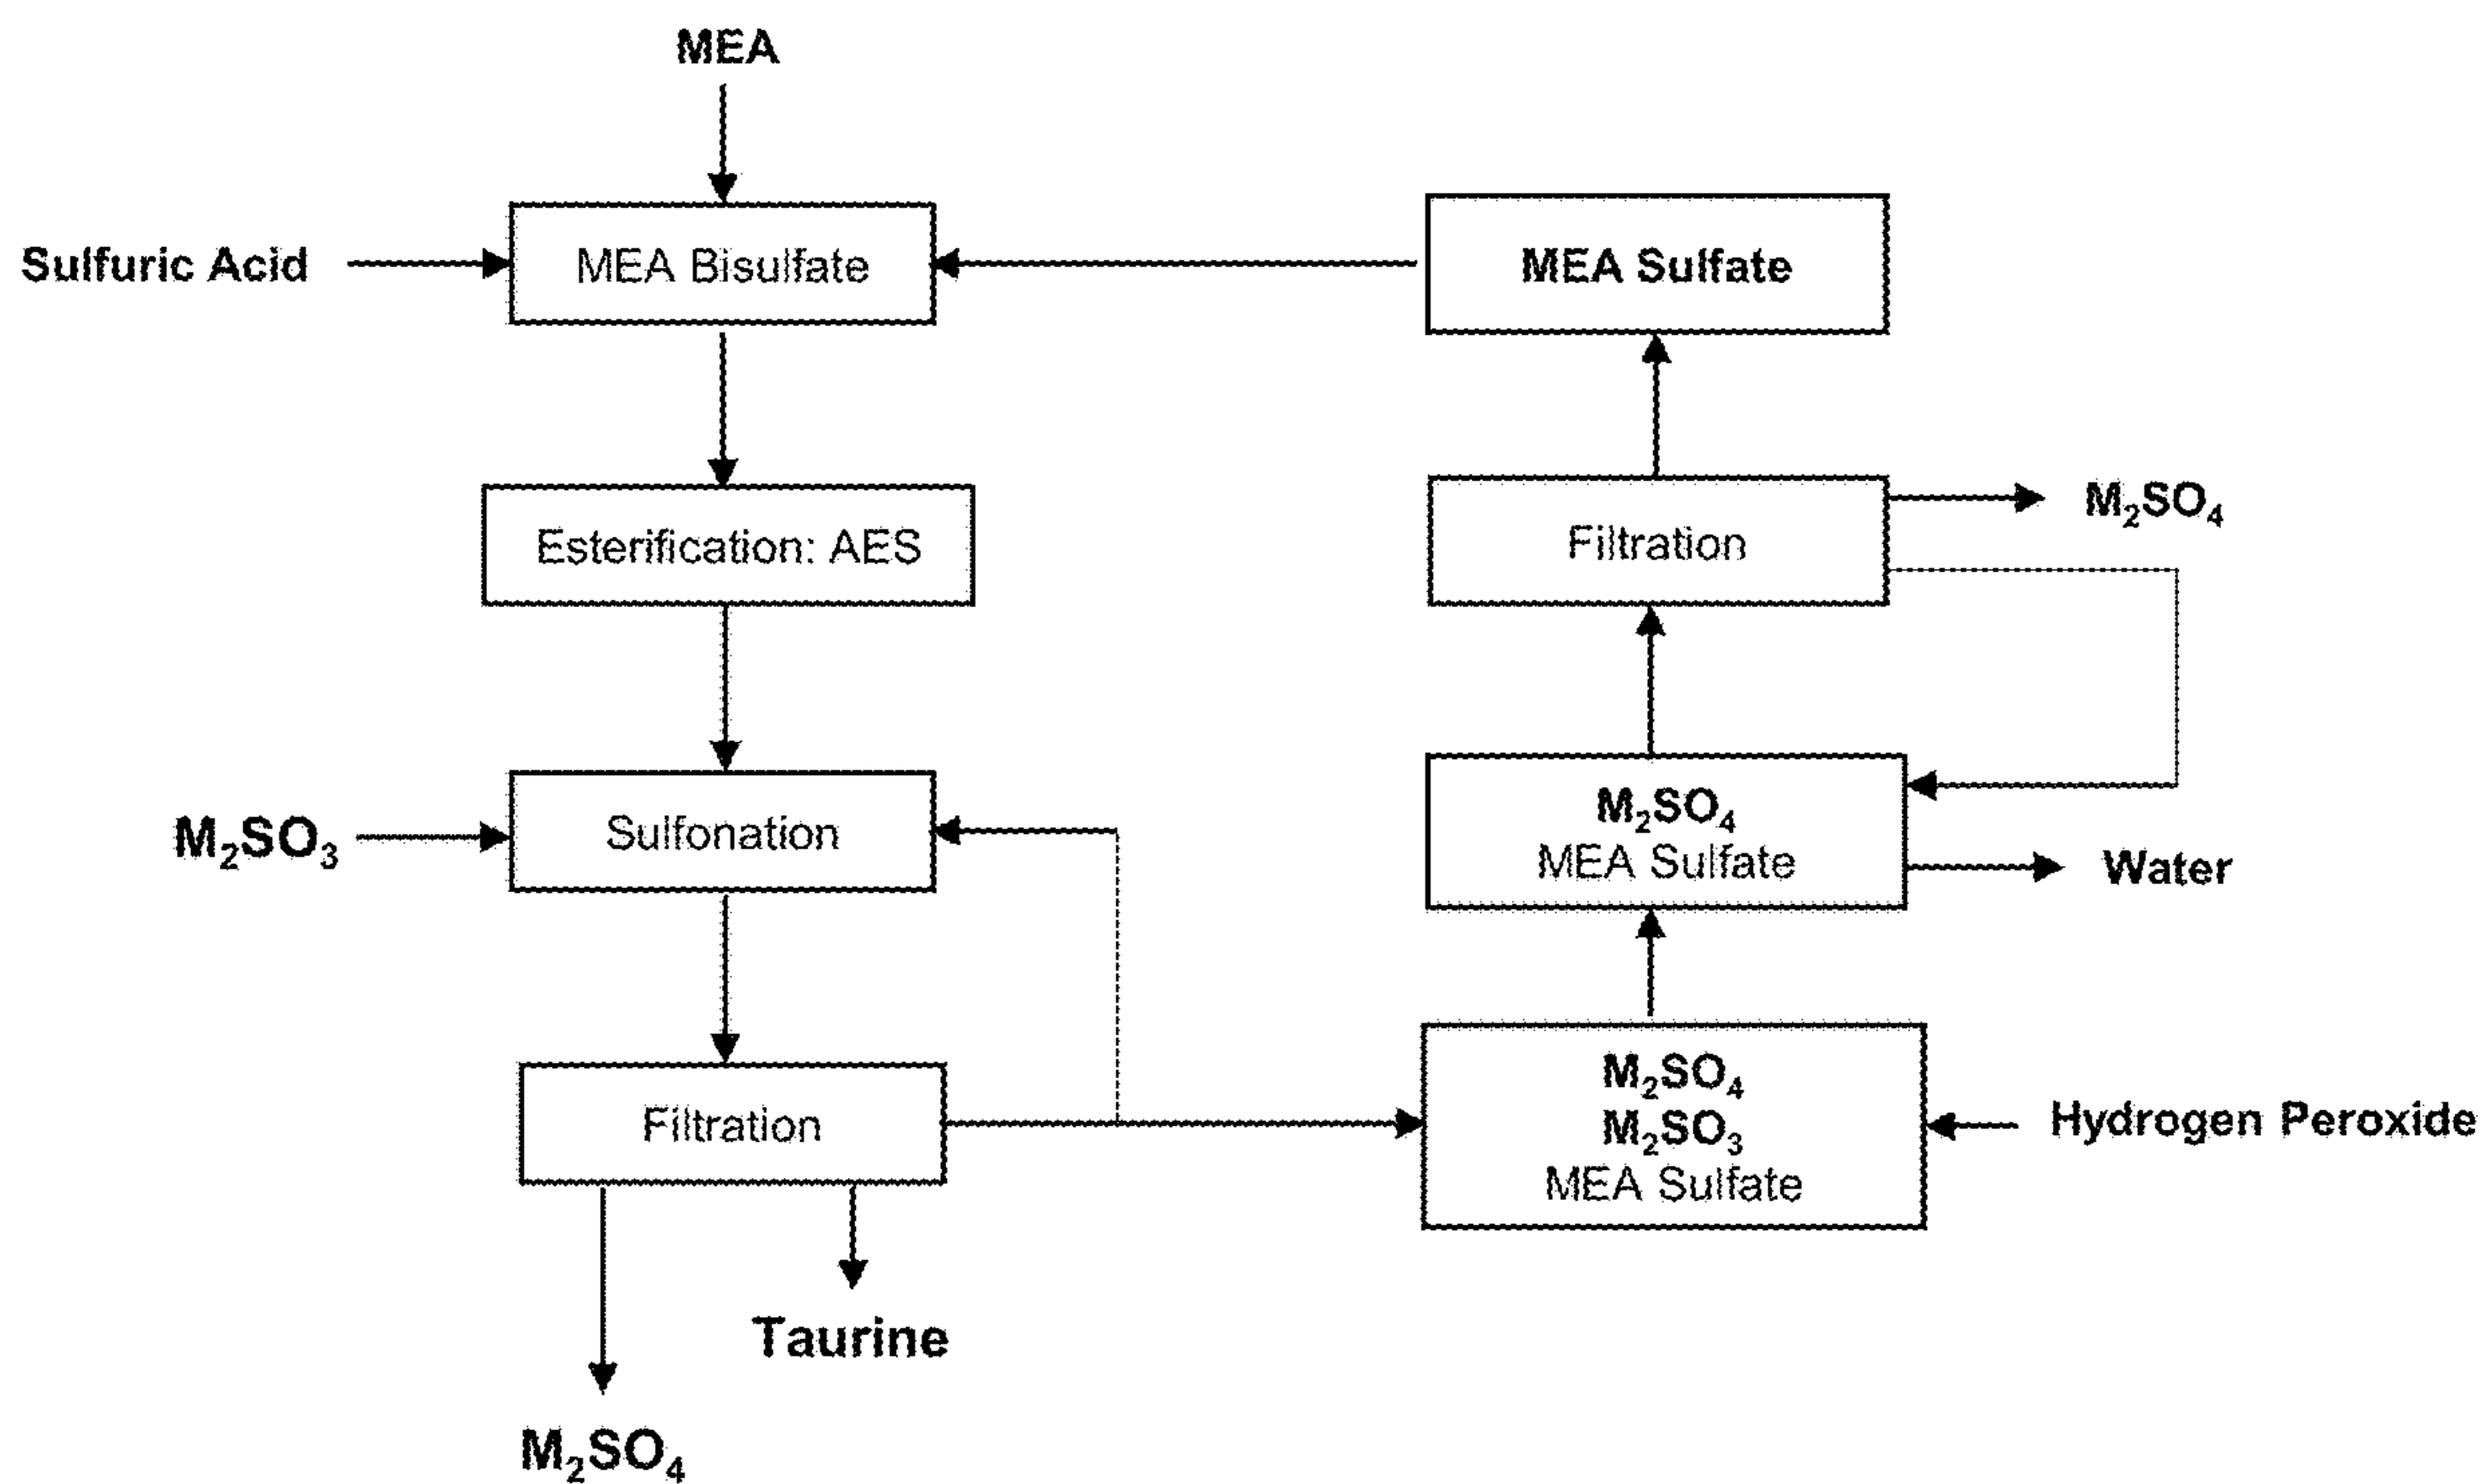 MEA
Sulfuric Acid
MEA Bisulfate
MEA Sulfate
Esterification: AES
Filtration
M₂SO₄
M₂SO₃
Sulfonation
M₂SO₄
MEA Sulfate
Water
Filtration
M₂SO₄
M₂SO₃
MEA Sulfate
Hydrogen Peroxide
Taurine
M₂SO₄